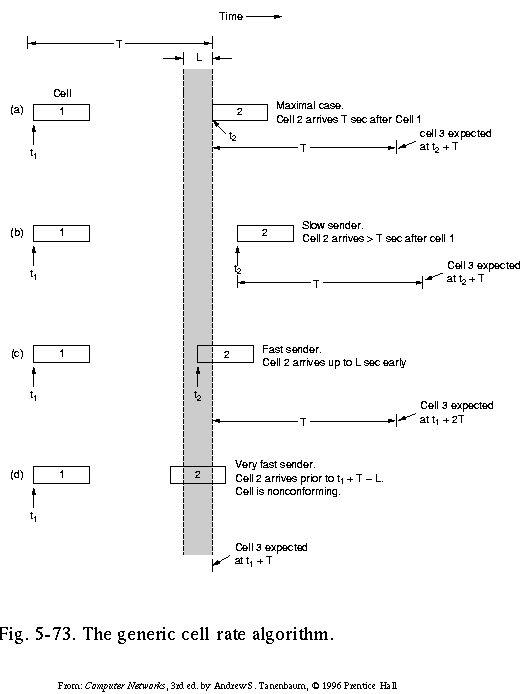 Time
T
L
Cell
(a)
1
2
Maximal case.
Cell 2 arrives T sec after Cell 1
t1
t2
T
cell 3 expected
at t2 + T
(b)
1
2
Slow sender.
Cell 2 arrives > T sec after cell 1
t1
t2
T
Cell 3 expected
at t2 + T
(c)
1
2
Fast sender.
Cell 2 arrives up to L sec early
t1
t2
T
Cell 3 expected
at t1 + 2T
(d)
1
2
Very fast sender.
Cell 2 arrives prior to t1 + T – L.
Cell is nonconforming.
t1
Cell 3 expected
at t1 + T
Fig. 5-73. The generic cell rate algorithm.
From: Computer Networks, 3rd ed. by Andrew S. Tanenbaum, © 1996 Prentice Hall